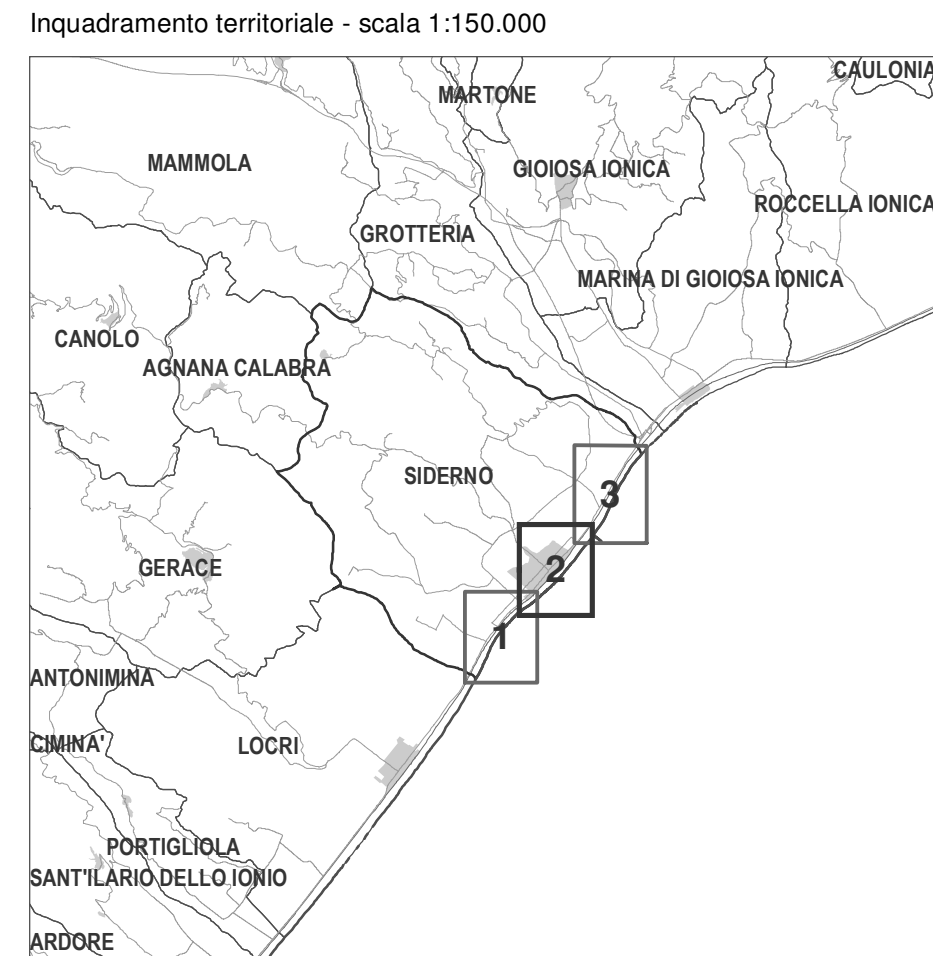 Inquadramento territoriale - scala 1:150.000
CAULONIA
MARTONE
MAMMOLA
GIOIOSA IONICA
ROCCELLA IONICA
GROTTERIA
MARINA DI GIOIOSA IONICA
CANOLO
AGNANA CALABRA
SIDERNO
3
2
GERACE
1
ANTONIMINA
CIMINA'
LOCRI
PORTIGLIOLA
SANT'ILARIO DELLO IONIO
ARDORE